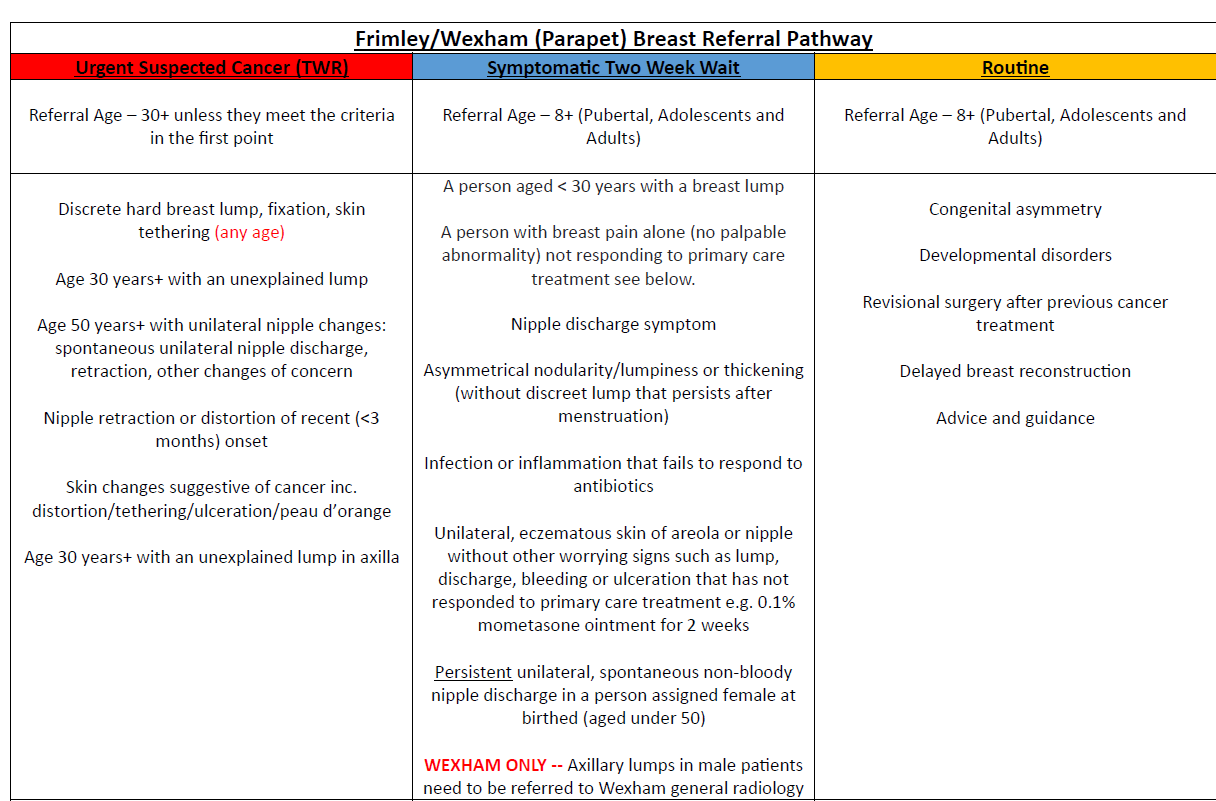 Frimley/Wexham (Parapet) Breast Referral Pathway
Urgent Suspected Cancer (TWR)
Symptomatic Two Week Wait
Routine
Referral Age – 30+ unless they meet the criteria
in the first point
Referral Age – 8+ (Pubertal, Adolescents and
Adults)
Referral Age – 8+ (Pubertal, Adolescents and
Adults)
Discrete hard breast lump, fixation, skin
tethering (any age)
Age 30 years+ with an unexplained lump
Age 50 years+ with unilateral nipple changes:
spontaneous unilateral nipple discharge,
retraction, other changes of concern
Nipple retraction or distortion of recent (<3
months) onset
Skin changes suggestive of cancer inc.
distortion/tethering/ulceration/peau d’orange
Age 30 years+ with an unexplained lump in axilla
A person aged < 30 years with a breast lump
A person with breast pain alone (no palpable
abnormality) not responding to primary care
treatment see below.
Nipple discharge symptom
Asymmetrical nodularity/lumpiness or thickening
(without discreet lump that persists after
menstruation)
Infection or inflammation that fails to respond to
antibiotics
Unilateral, eczematous skin of areola or nipple
without other worrying signs such as lump,
discharge, bleeding or ulceration that has not
responded to primary care treatment e.g. 0.1%
mometasone ointment for 2 weeks
Persistent unilateral, spontaneous non-bloody
nipple discharge in a person assigned female at
birthed (aged under 50)
WEXHAM ONLY -- Axillary lumps in male patients
need to be referred to Wexham general radiology
Congenital asymmetry
Developmental disorders
Revisional surgery after previous cancer
treatment
Delayed breast reconstruction
Advice and guidance